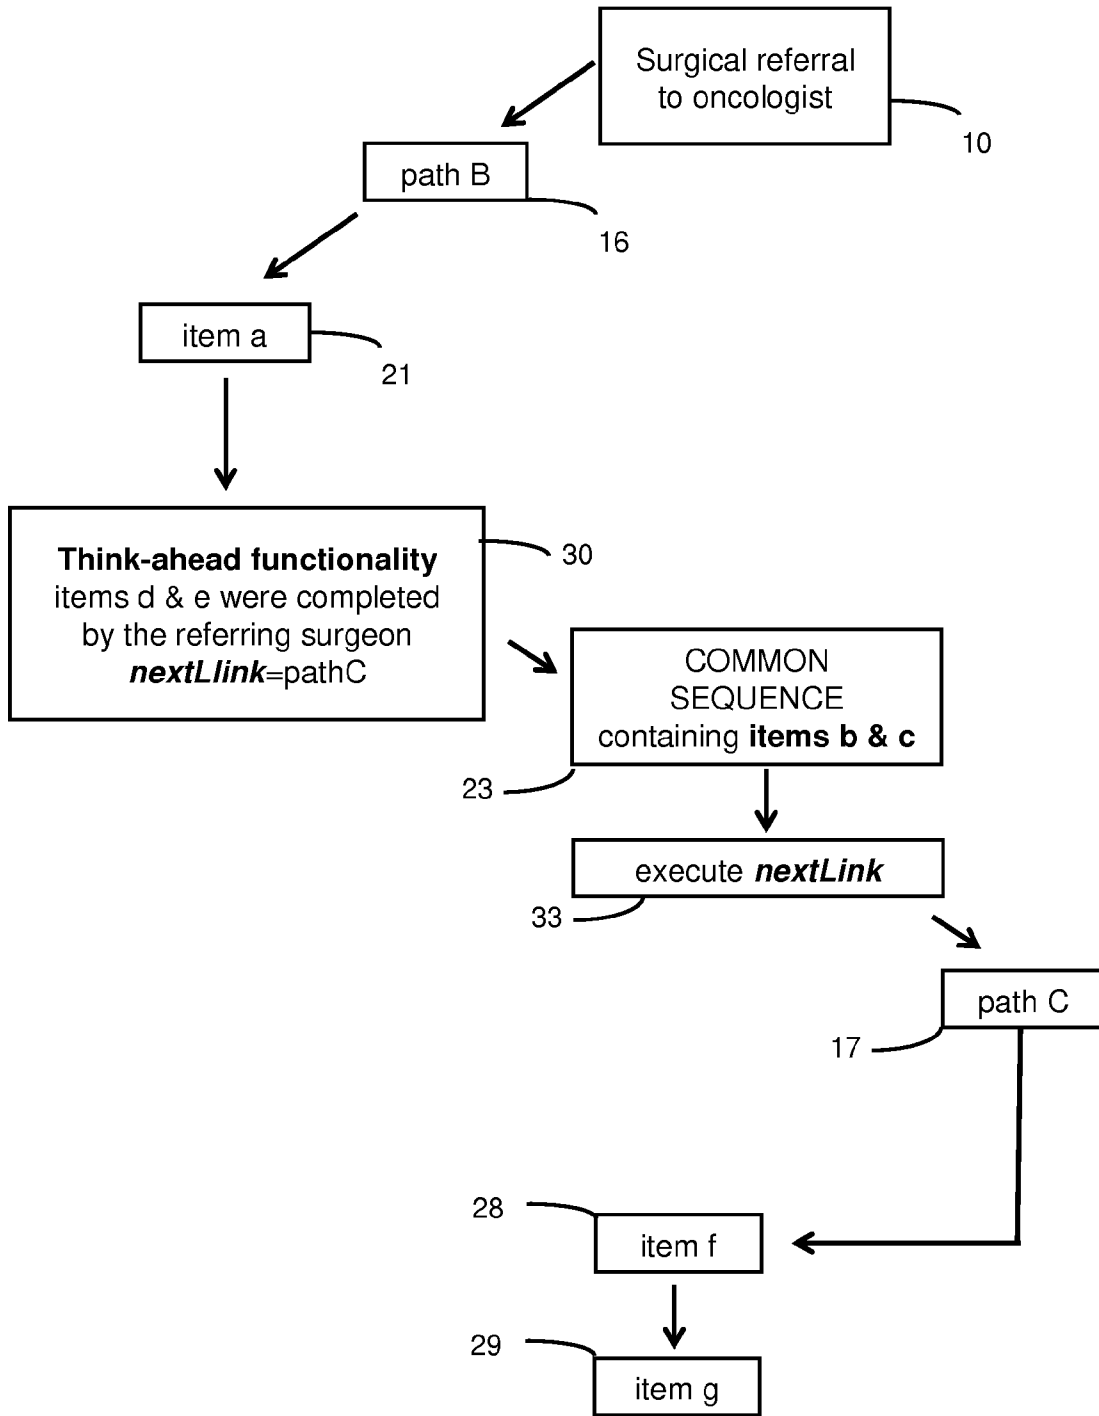 Surgical referral
to oncologist
10
path B
16
item a
21
Think-ahead functionality
items d & e were completed
by the referring surgeon
nextLlink=pathC
30
COMMON
SEQUENCE
containing items b & c
23
execute nextLink
33
path C
17
28
item f
29
item g